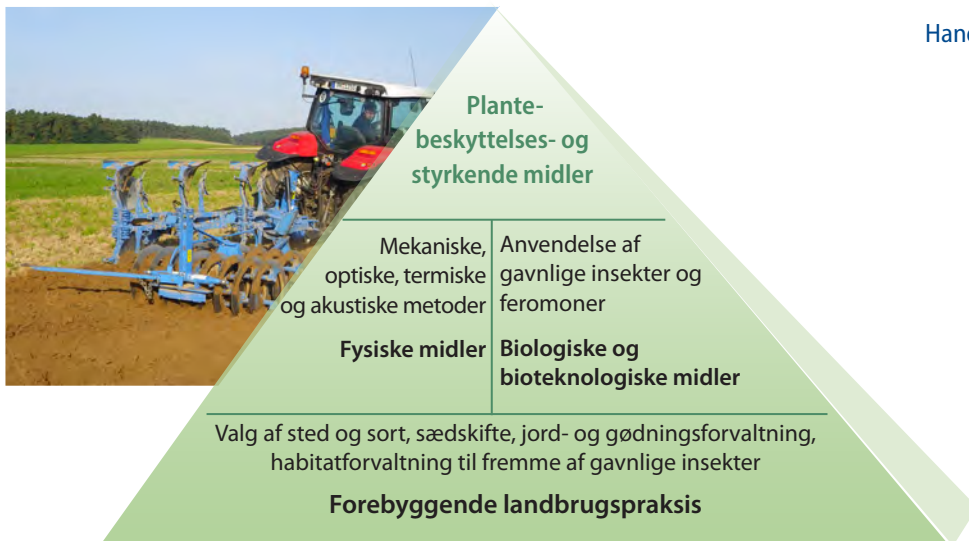 Hand
Plante-
beskyttelses- og
styrkende midler
Mekaniske,
optiske, termiske
og akustiske metoder
Fysiske midler
Anvendelse af
gavnlige insekter og
feromoner
Biologiske og
bioteknologiske midler
Valg af sted og sort, sædskifte, jord- og gødningsforvaltning,
habitatforvaltning til fremme af gavnlige insekter
Forebyggende landbrugspraksis